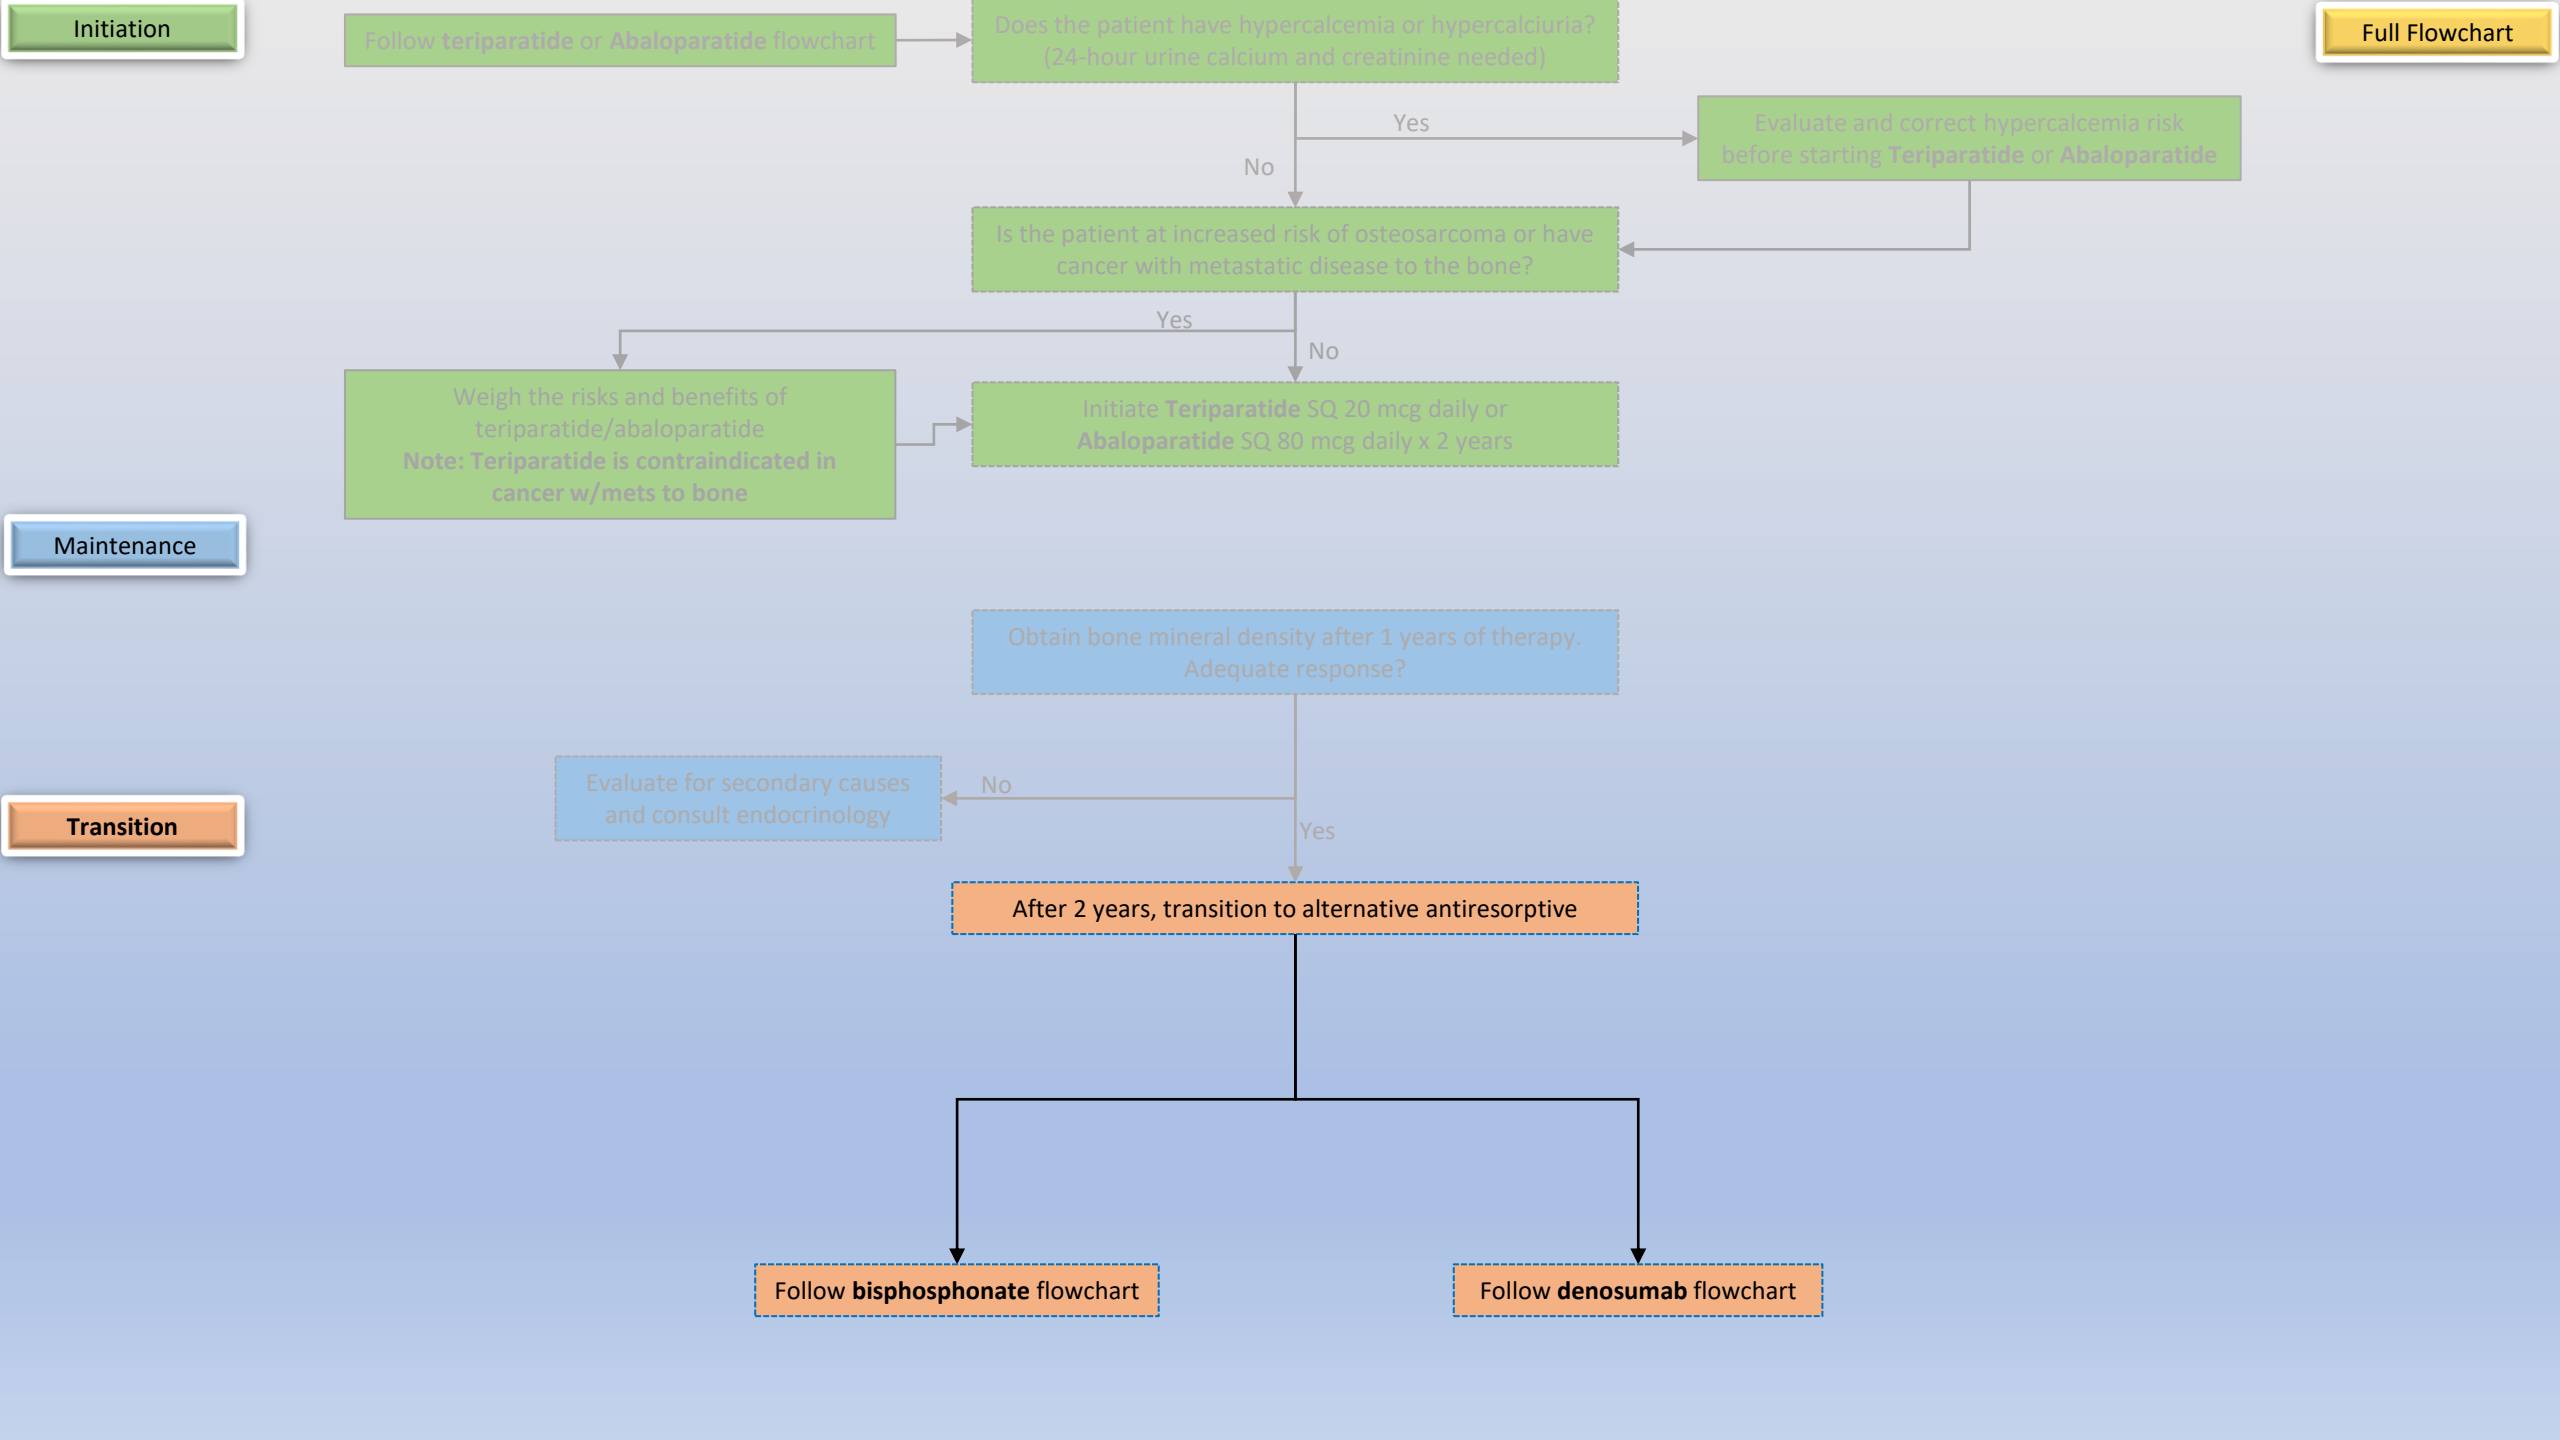 Initiation
Follow teriparatide or Abaloparatide flowchart
Does the patient have hypercalcemia or hypercalciuria?
(24-hour urine calcium and creatinine needed)
Full Flowchart
Yes
No
Evaluate and correct hypercalcemia risk
before starting Teriparatide or Abaloparatide
Is the patient at increased risk of osteosarcoma or have
cancer with metastatic disease to the bone?
Yes
No
Weigh the risks and benefits of
teriparatide/abaloparatide
Note: Teriparatide is contraindicated in
cancer w/mets to bone
Initiate Teriparatide SQ 20 mcg daily or
Abaloparatide SQ 80 mcg daily x 2 years
Maintenance
Obtain bone mineral density after 1 years of therapy.
Adequate response?
Evaluate for secondary causes
and consult endocrinology
No
Yes
Transition
After 2 years, transition to alternative antiresorptive
Follow bisphosphonate flowchart
Follow denosumab flowchart